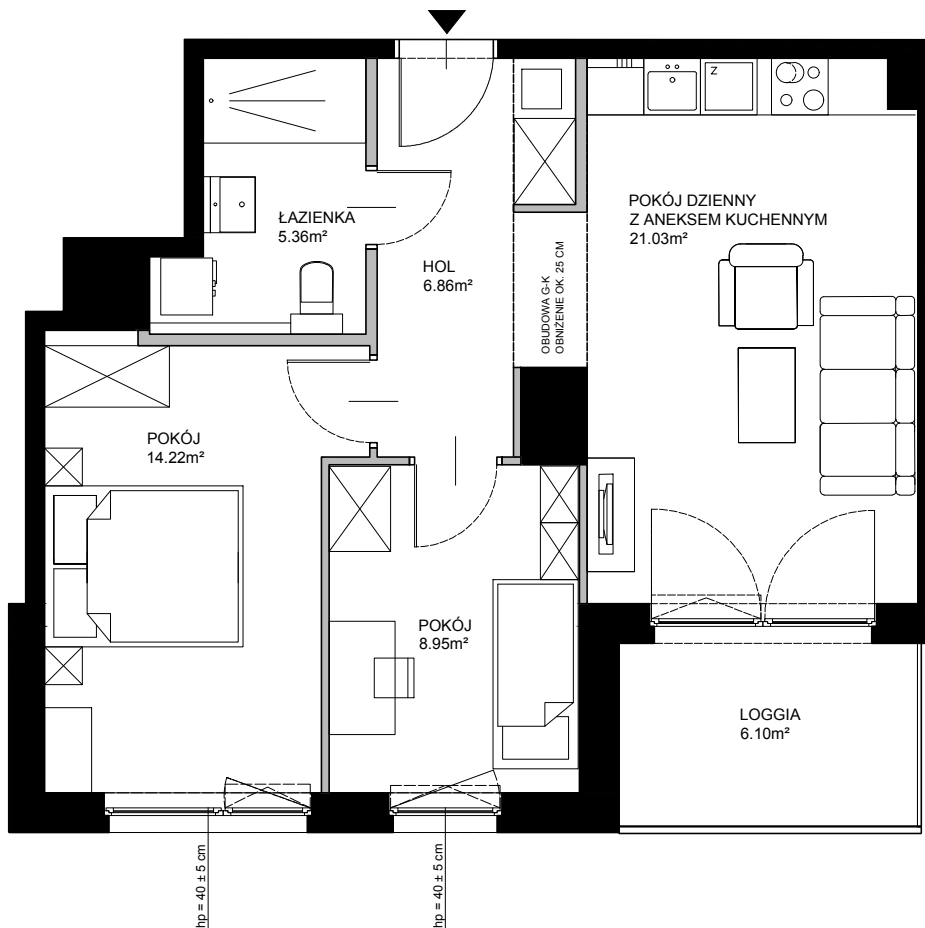 Z
POKÓJ DZIENNY
Z ANEKSEM KUCHENNYM
21.03m²
ŁAZIENKA
5.36m²
HOL
6.86m²
OBUDOWA G-K
OBNIŻENIE OK. 25 CM
POKÓJ
14.22m²
POKÓJ
8.95m²
LOGGIA
6.10m²
hp = 40 ± 5 cm
hp = 40 ± 5 cm